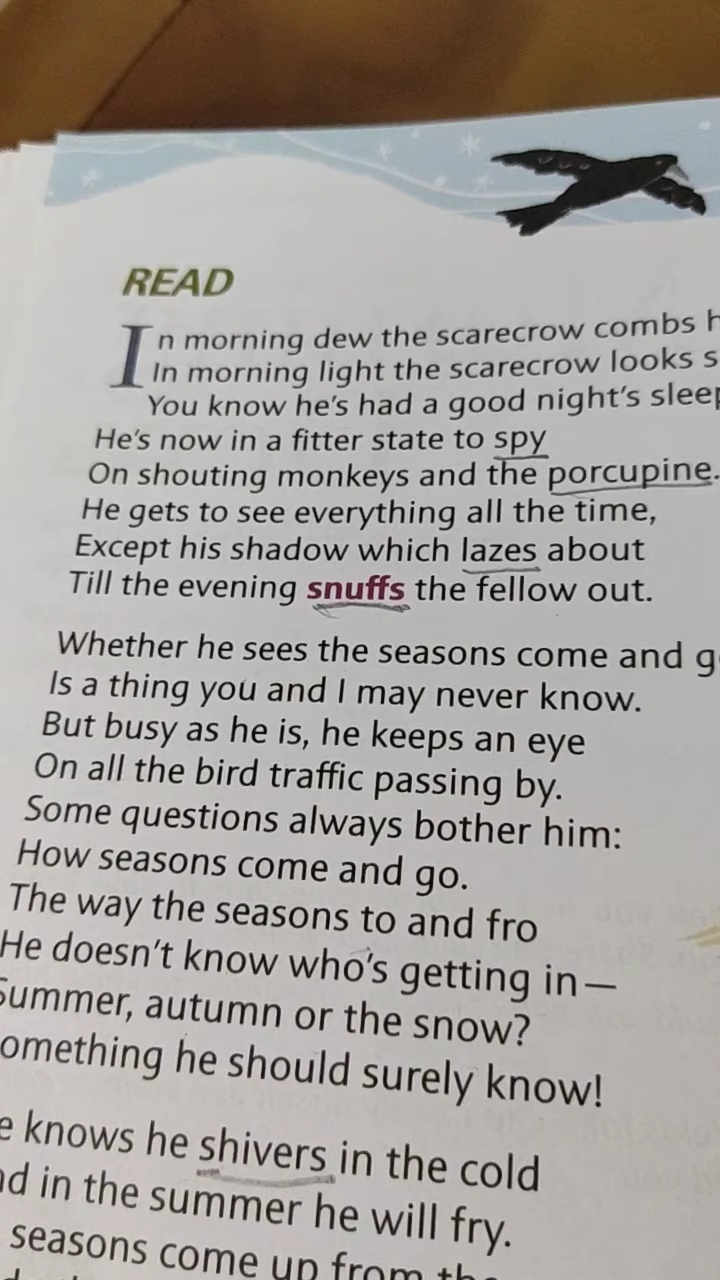 READ
In morning dew the scarecrow combs
In morning light the scarecrow looks
You know he's had a good night's sleep
He's now in a fitter state to spy
On shouting monkeys and the porcupine.
He gets to see everything all the time,
Except his shadow which lazes about
Till the evening snuffs the fellow out.
Whether he sees the seasons come and
Is a thing you and I may never know.
But busy as he is, he keeps an eye
On all the bird traffic passing by.
Some questions always bother him:
How seasons come and go.
The way the seasons to and fro
He doesn't know who's getting in—
Summer, autumn or the snow?
omething he should surely know!
e knows he shivers in the cold
nd in the summer he will fry.
seasons come up from